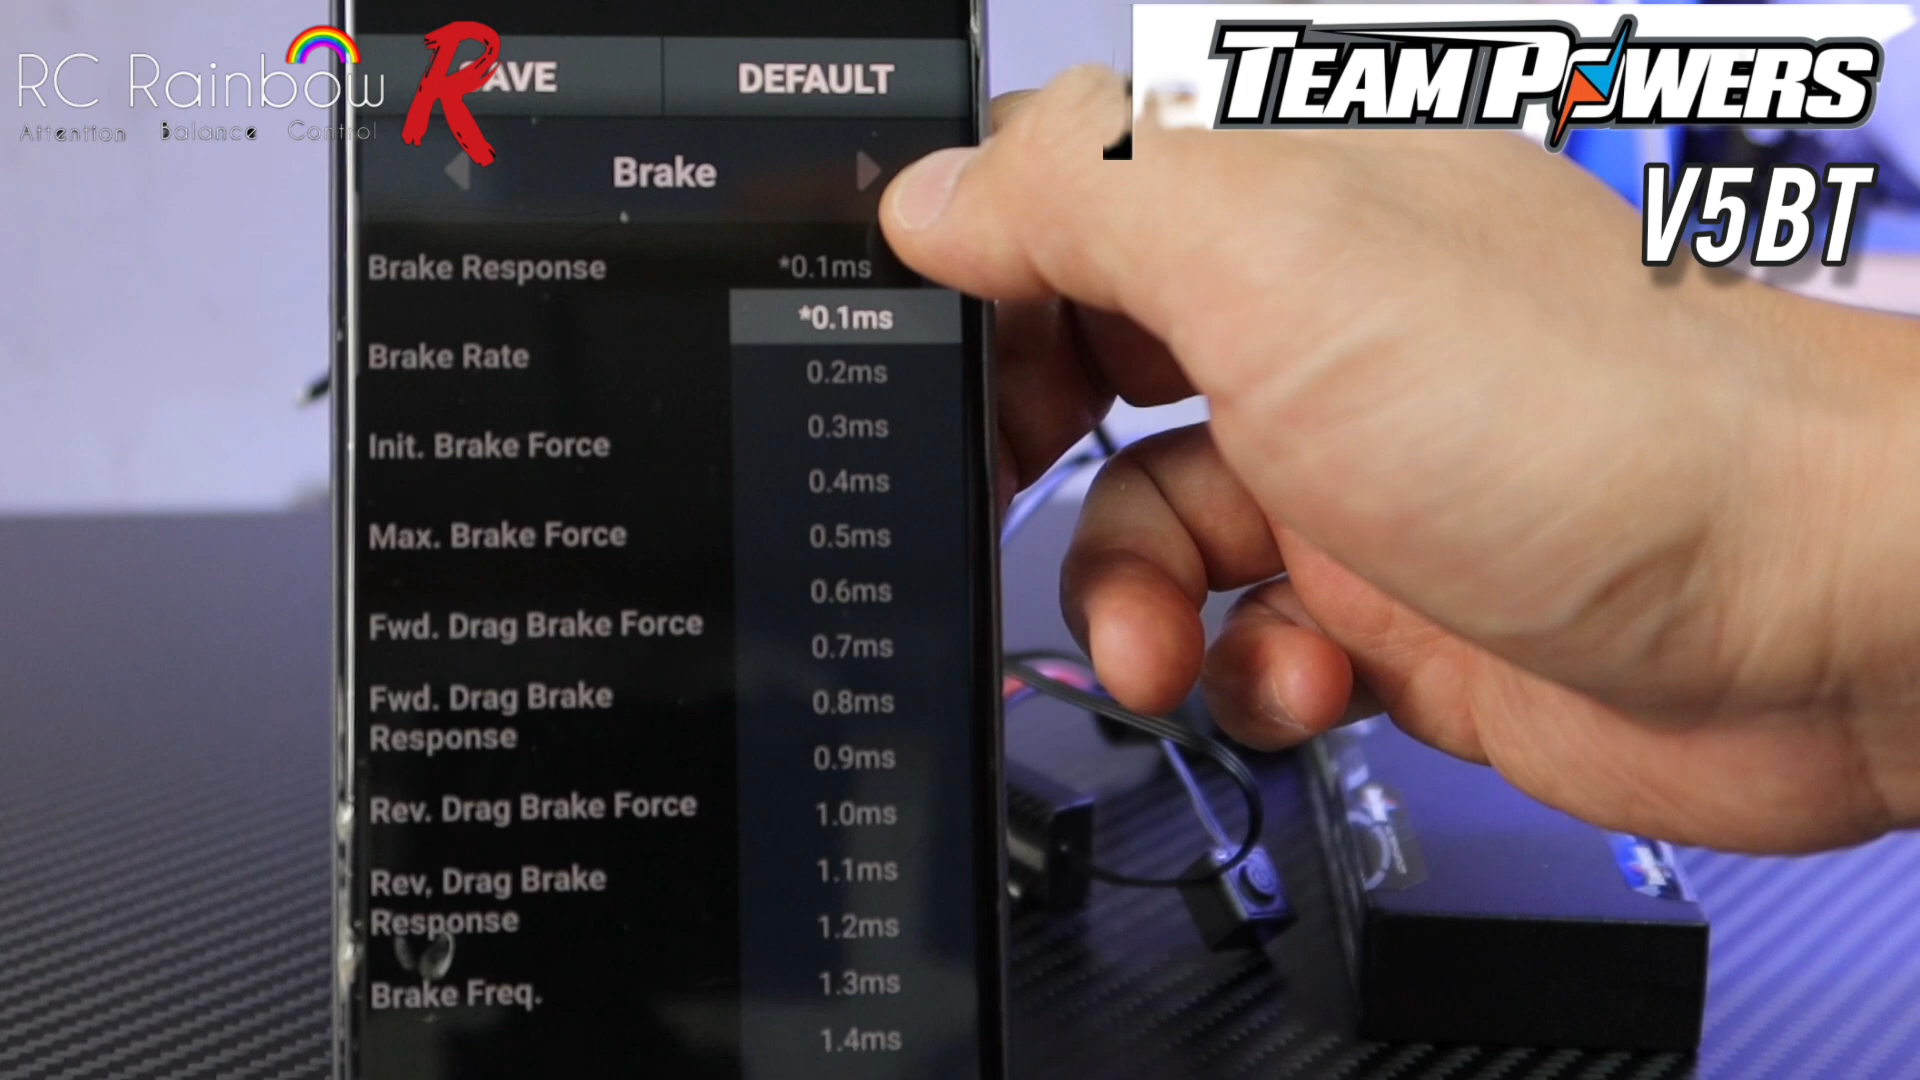 RC Rainbow R
Attention Balance Control
SAVE
DEFAULT
TEAM POWERS
V5BT
Brake
Brake Response *0.1ms
*0.1ms
Brake Rate
0.2ms
0.3ms
Init. Brake Force
0.4ms
Max. Brake Force
0.5ms
0.6ms
Fwd. Drag Brake Force
0.7ms
Fwd. Drag Brake
Response
0.8ms
0.9ms
Rev. Drag Brake Force
1.0ms
Rev. Drag Brake
Response
1.1ms
1.2ms
Brake Freq.
1.3ms
1.4ms